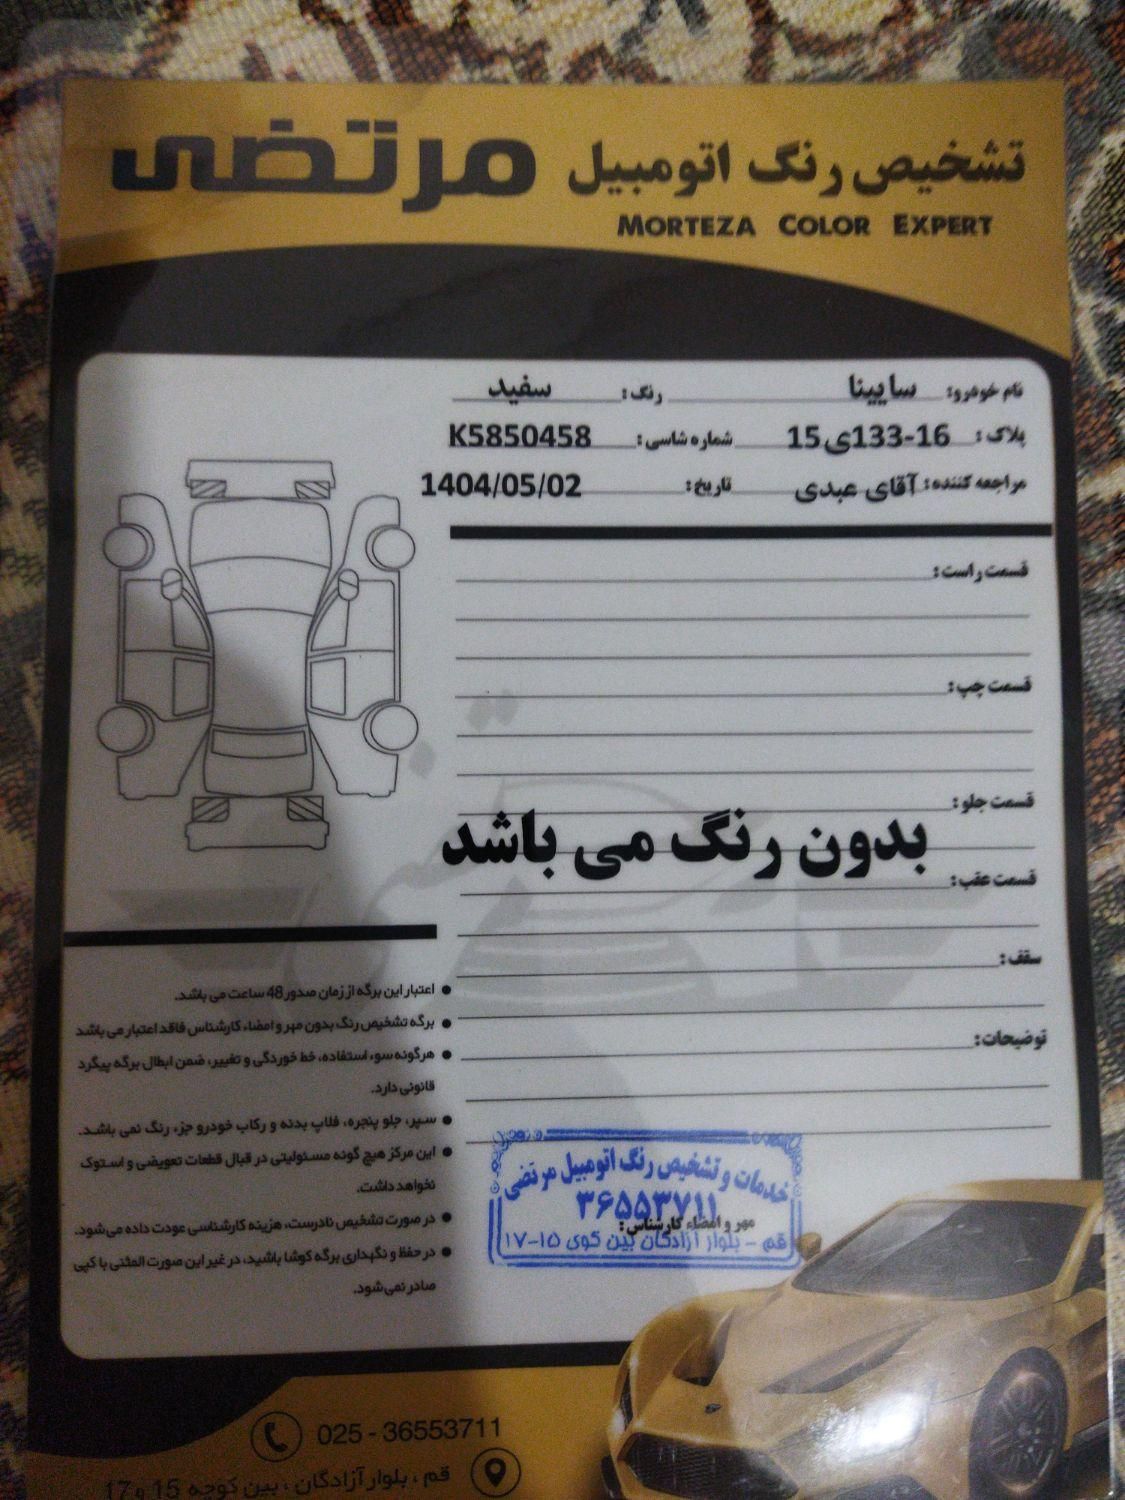 تشخیص رنگ اتومبیل مرتضی
MORTEZA COLOR EXPERT
نام خودرو: سایپنا رنگ: سفید
پلاک: 16-133ی15 شماره شاسی: K5850458
مراجعه کننده: آقای عبدی تاریخ: 1404/05/02
قسمت راست:
قسمت چپ:
قسمت جلو:
بدون رنگ می باشد
قسمت عقب:
سقف:
توضیحات:
● اعتبار این برگه از زمان صدور 48 ساعت می باشد.
● برگه تشخیص رنگ بدون مهر و امضاء کارشناس فاقد اعتبار می باشد
● هرگونه سوء استفاده، خط خوردگی و تغییر، ضمن ابطال برگه پیگرد
قانونی دارد.
● سپر، جلو پنجره، فلاپ بدنه و رکاب خودرو جزء رنگ نمی باشد.
● این مرکز هیچ گونه مسئولیتی در قبال قطعات تعویضی و استوک
نخواهد داشت.
● در صورت تشخیص نادرست، هزینه کارشناسی عودت داده می‌شود.
● در حفظ و نگهداری برگه کوشا باشید، در غیر این صورت المثنی یا کپی
صادر نمی‌شود.
خدمات و تشخیص رنگ اتومبیل مرتضی
۳۶۵۵۳۷۱۱
مهر و امضاء کارشناس:
قم - بلوار آزادگان بین کوی ۱۵-۱۷
025 - 36553711
قم ، بلوار آزادگان ، بین کوچه 15 و 17